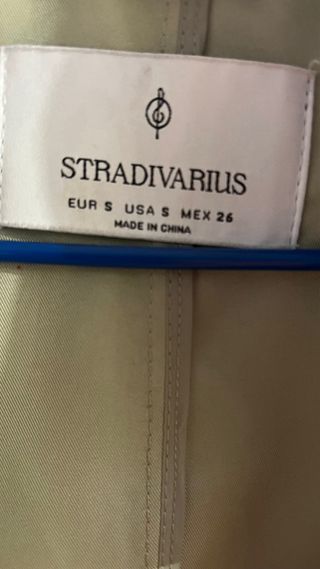 STRADIVARIUS
EUR S USA S MEX 26
MADE IN CHINA